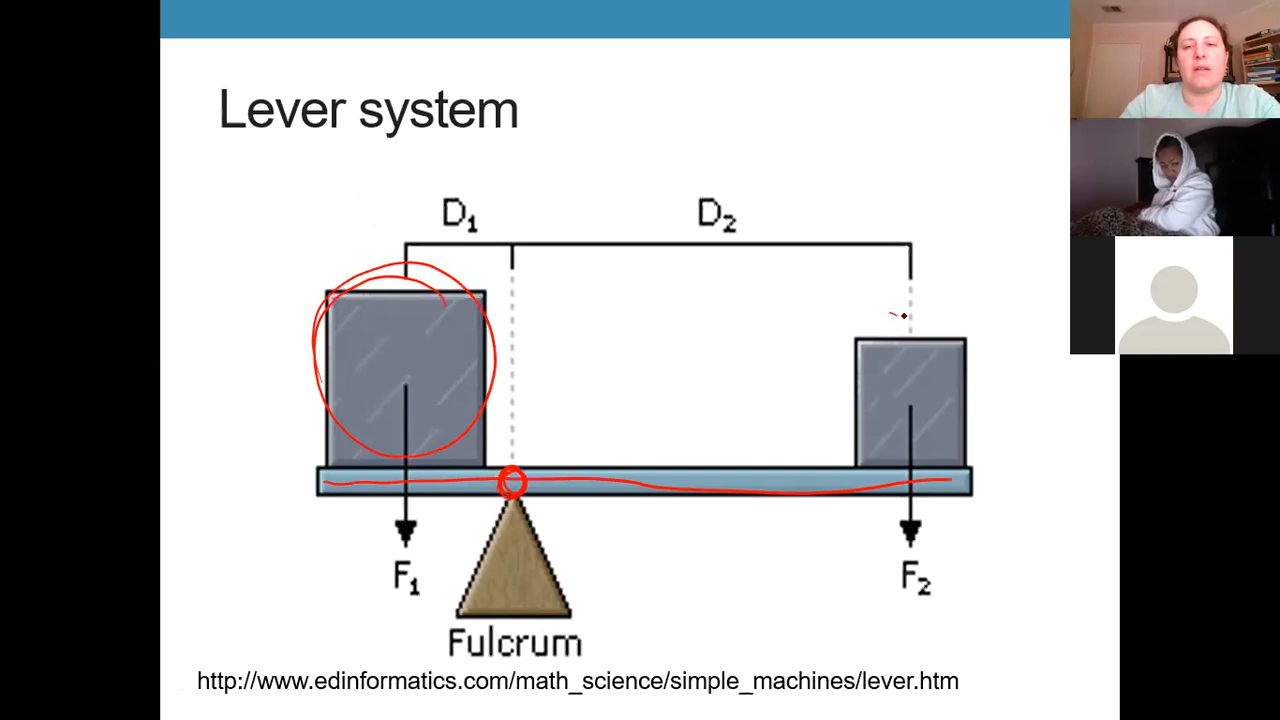 Lever system
D₁ D₂
F₁ F₂
Fulcrum
http://www.edinformatics.com/math_science/simple_machines/lever.htm